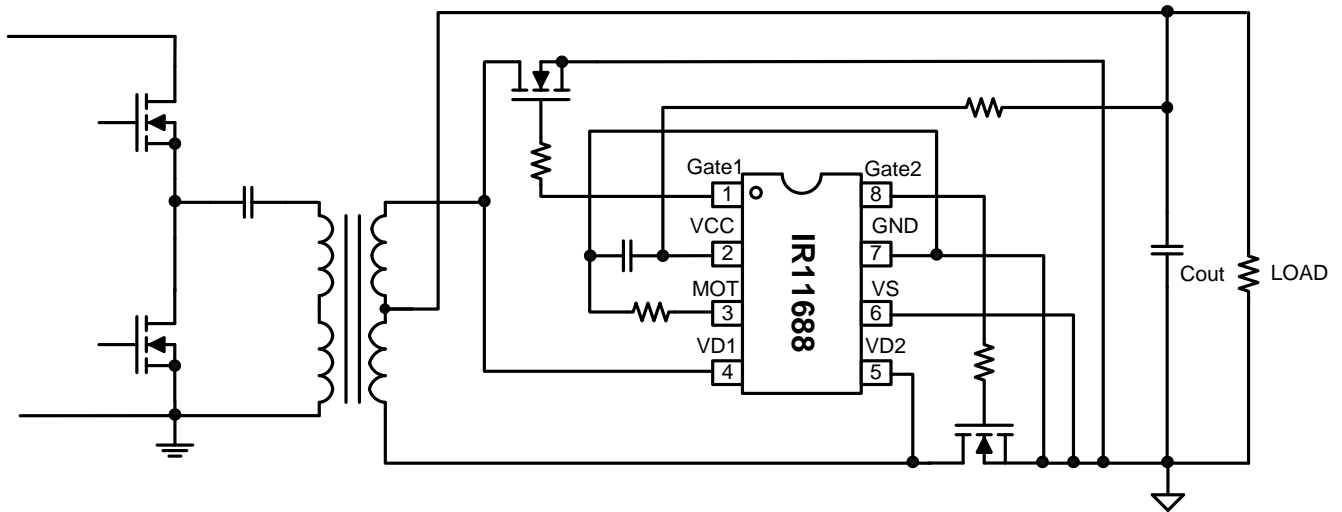 Gate1
Gate2
1
8
VCC
GND
2
7
IR11688
Cout
LOAD
MOT
VS
3
6
VD1
VD2
4
5